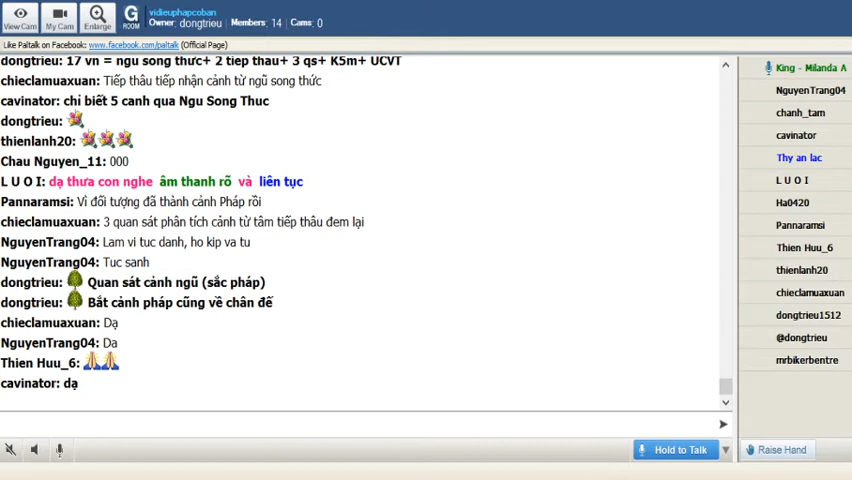 View Cam
My Cam
Enlarge
G
ROOM
vidieuphapcoban
Owner: dongtrieu Members: 14 Cams: 0
Like Paltalk on Facebook: www.facebook.com/paltalk (Official Page)
dongtrieu: 17 vn = ngu song thức+ 2 tiep thâu+ 3 qs+ K5m+ UCVT
chieclamuaxuan: Tiếp thâu tiếp nhận cảnh từ ngũ song thức
cavinator: chỉ biết 5 canh qua Ngu Song Thuc
dongtrieu:
thienlanh20:
Chau Nguyen_11: 000
L U O I: dạ thưa con nghe âm thanh rõ và liên tục
Pannaramsi: Vì đối tượng đã thành cảnh Pháp rồi
chieclamuaxuan: 3 quan sát phân tích cảnh từ tâm tiếp thâu đem lại
NguyenTrang04: Lam vi tuc danh, ho kip va tu
NguyenTrang04: Tuc sanh
dongtrieu: Quan sát cảnh ngũ (sắc pháp)
dongtrieu: Bắt cảnh pháp cũng về chân đế
chieclamuaxuan: Dạ
NguyenTrang04: Da
Thien Huu_6:
cavinator: dạ
Hold to Talk
King - Milanda A
NguyenTrang04
chanh_tam
cavinator
Thy an lac
L U O I
Ha0420
Pannaramsi
Thien Huu_6
thienlanh20
chieclamuaxuan
dongtrieu1512
@dongtrieu
mrbikerbentre
Raise Hand